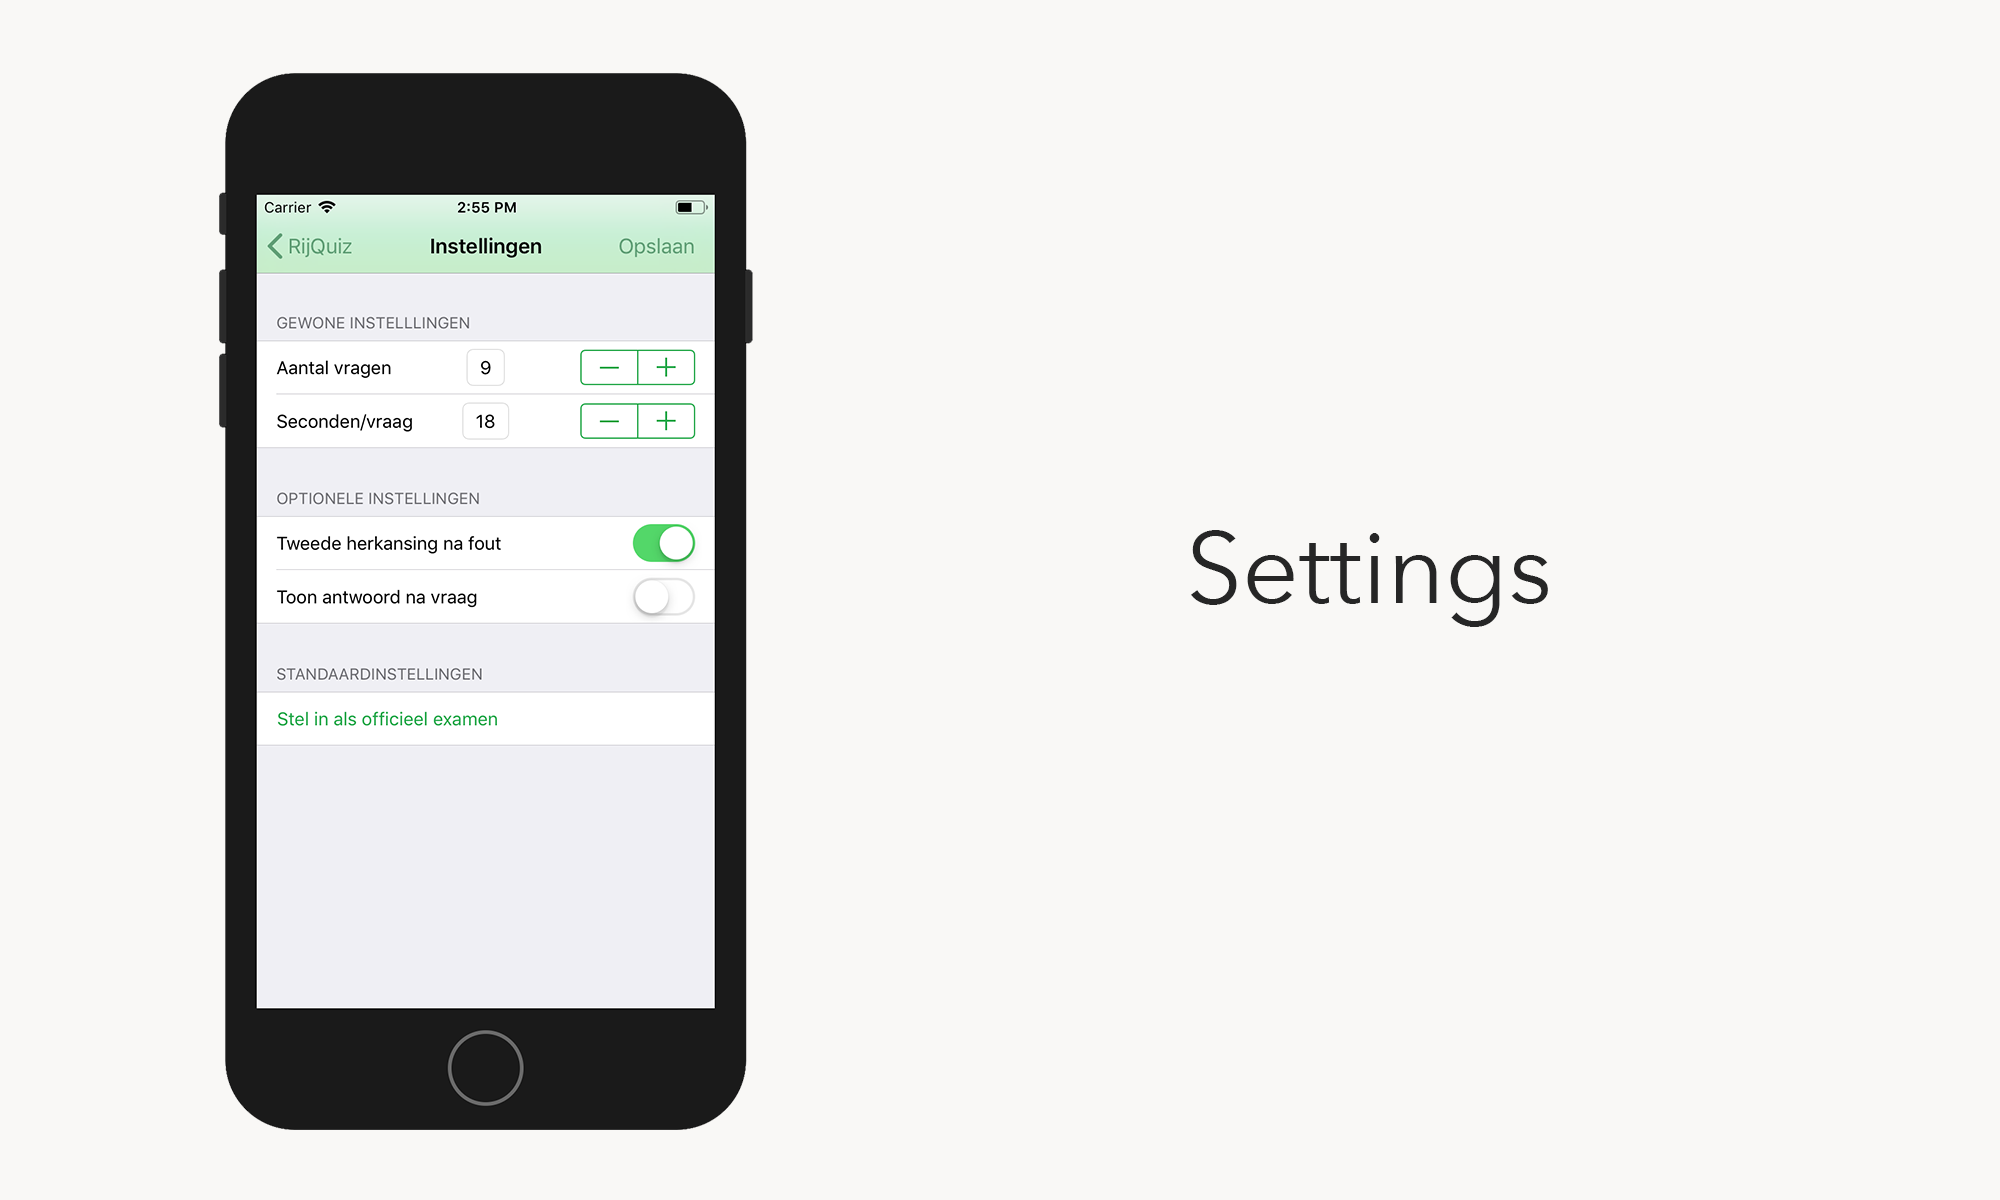 Carrier 2:55 PM
RijQuiz Instellingen Opslaan
GEWONE INSTELLLINGEN
Aantal vragen 9 — +
Seconden/vraag 18 — +
OPTIONELE INSTELLINGEN
Tweede herkansing na fout
Toon antwoord na vraag
STANDAARDINSTELLINGEN
Stel in als officieel examen
Settings